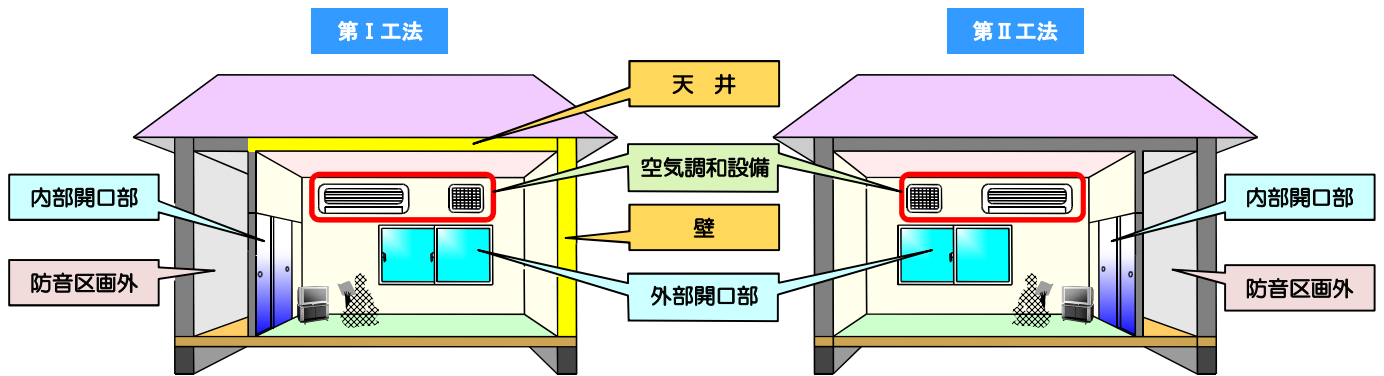 第Ⅰ工法
第Ⅱ工法
天　井
空気調和設備
内部開口部
内部開口部
壁
防音区画外
外部開口部
防音区画外